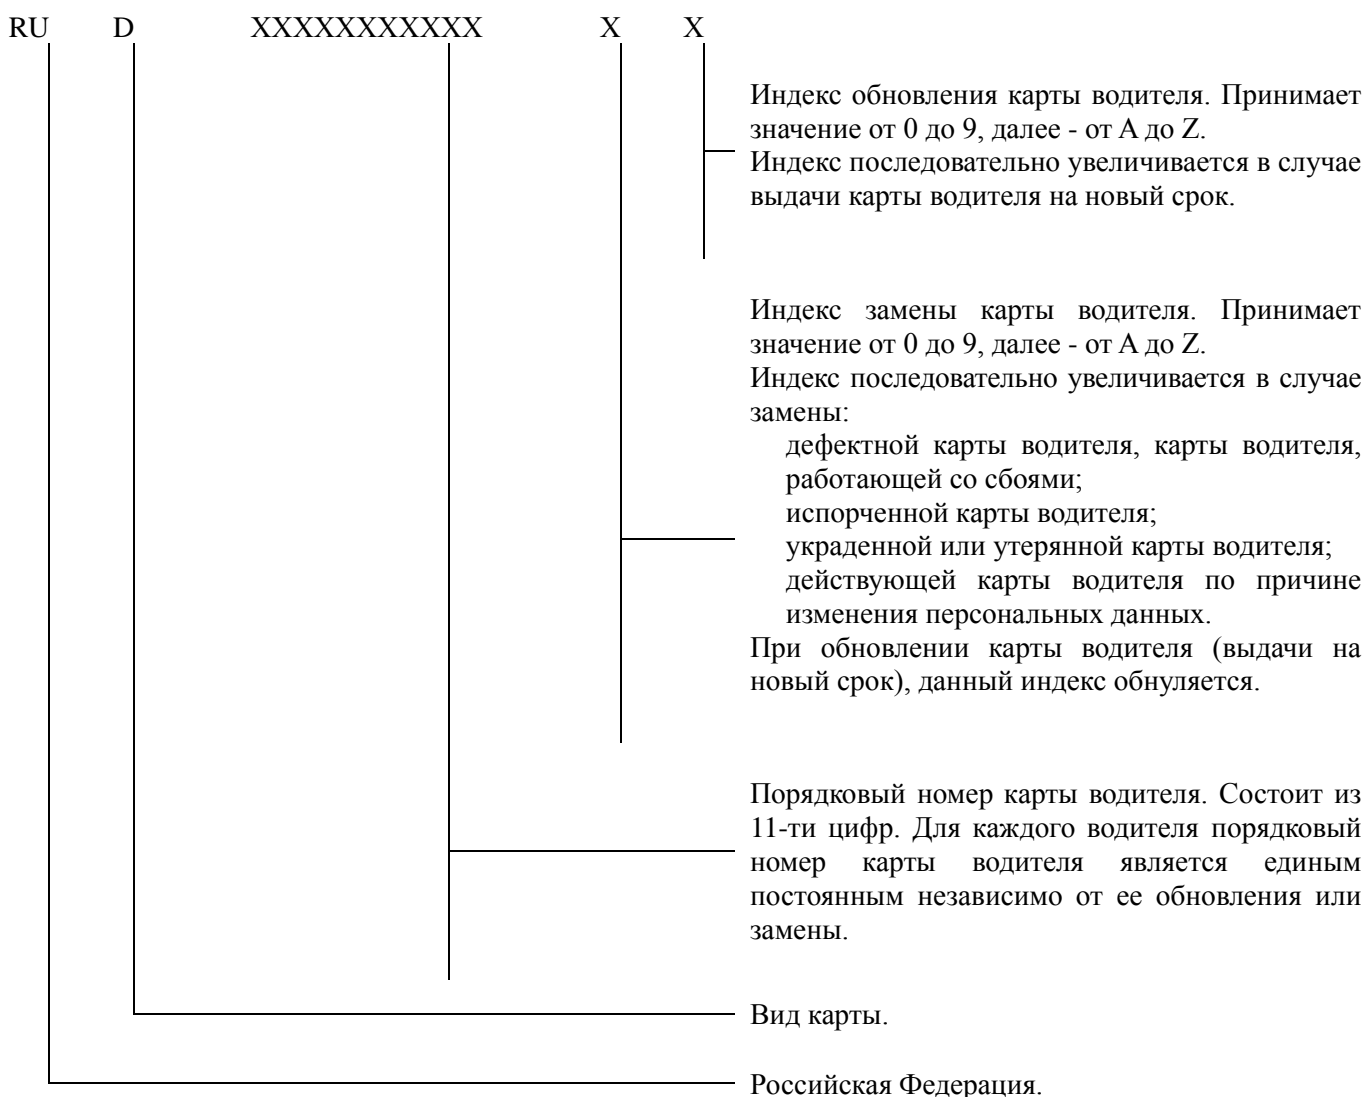 RU D XXXXXXXXXXX X X
Индекс обновления карты водителя. Принимает
значение от 0 до 9, далее - от A до Z.
Индекс последовательно увеличивается в случае
выдачи карты водителя на новый срок.
Индекс замены карты водителя. Принимает
значение от 0 до 9, далее - от A до Z.
Индекс последовательно увеличивается в случае
замены:
дефектной карты водителя, карты водителя,
работающей со сбоями;
испорченной карты водителя;
украденной или утерянной карты водителя;
действующей карты водителя по причине
изменения персональных данных.
При обновлении карты водителя (выдачи на
новый срок), данный индекс обнуляется.
Порядковый номер карты водителя. Состоит из
11-ти цифр. Для каждого водителя порядковый
номер карты водителя является единым
постоянным независимо от ее обновления или
замены.
Вид карты.
Российская Федерация.